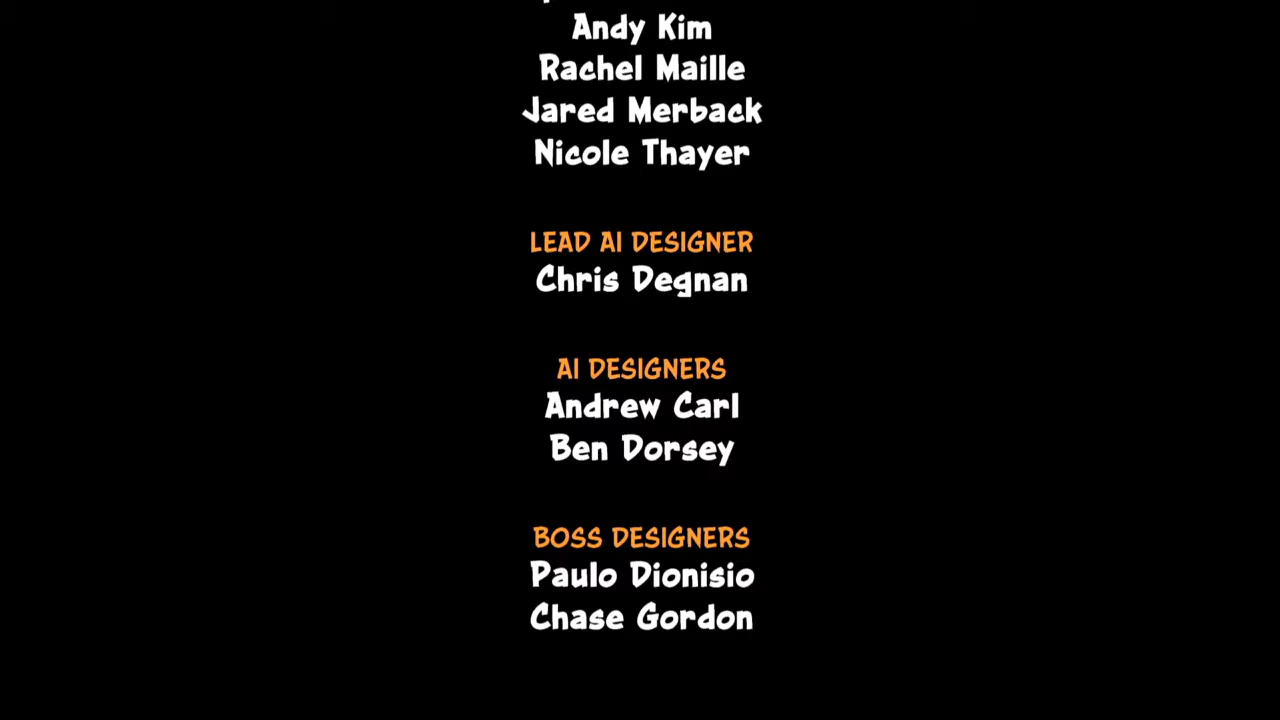 Andy Kim
Rachel Maille
Jared Merback
Nicole Thayer
LEAD AI DESIGNER
Chris Degnan
AI DESIGNERS
Andrew Carl
Ben Dorsey
BOSS DESIGNERS
Paulo Dionisio
Chase Gordon